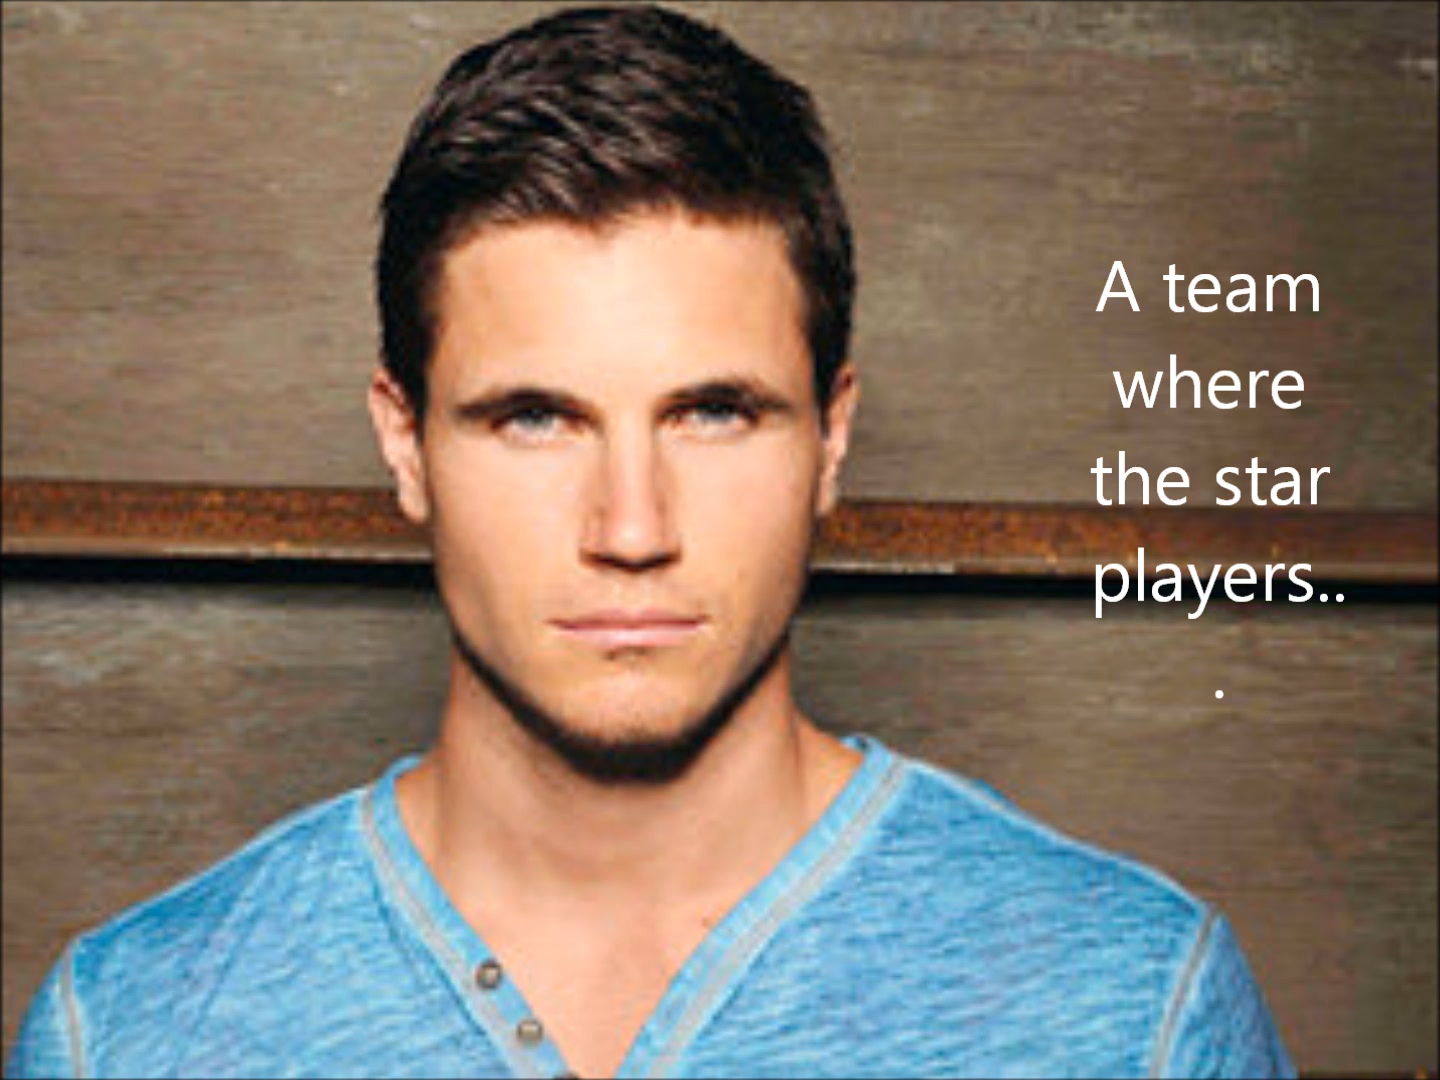 A team
where
the star
players..
.